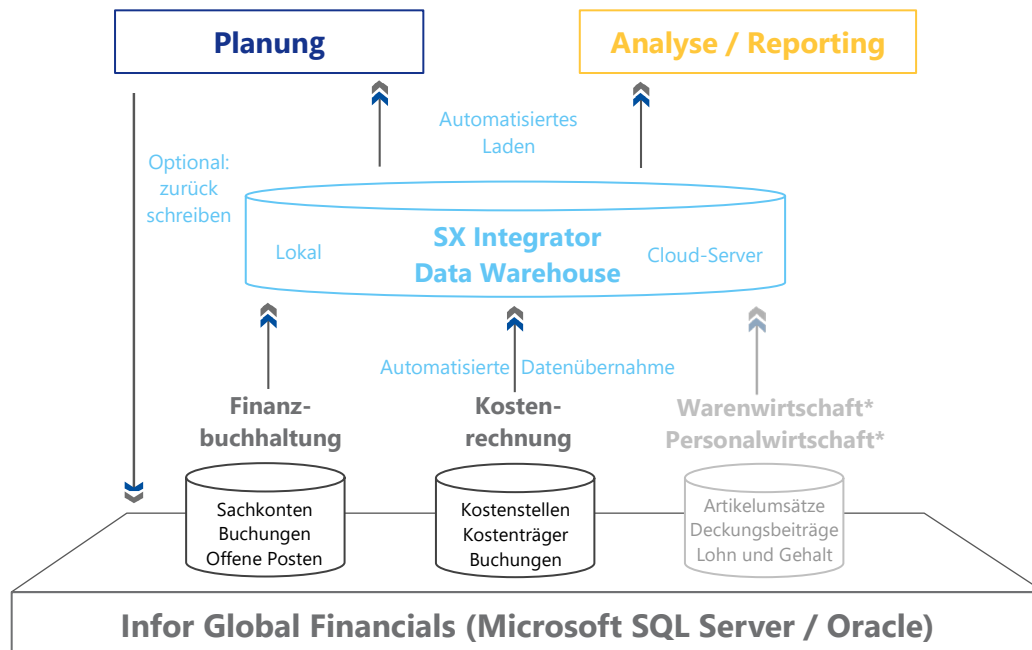 Planung
Analyse / Reporting
Automatisiertes
Laden
Optional:
zurück
schreiben
SX Integrator
Data Warehouse
Lokal
Cloud-Server
Automatisierte Datenübernahme
Finanz-
buchhaltung
Kosten-
rechnung
Warenwirtschaft*
Personalwirtschaft*
Sachkonten
Buchungen
Offene Posten
Kostenstellen
Kostenträger
Buchungen
Artikelumsätze
Deckungsbeiträge
Lohn und Gehalt
Infor Global Financials (Microsoft SQL Server / Oracle)